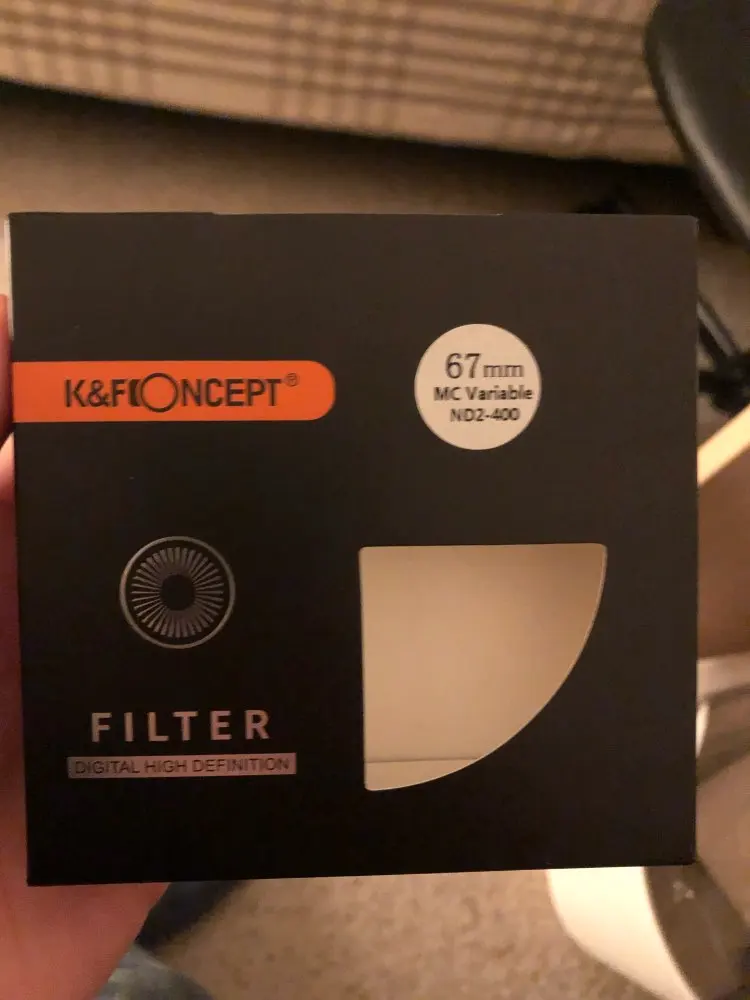 K&FCONCEPT®
67mm
MC Variable
ND2-400
FILTER
DIGITAL HIGH DEFINITION